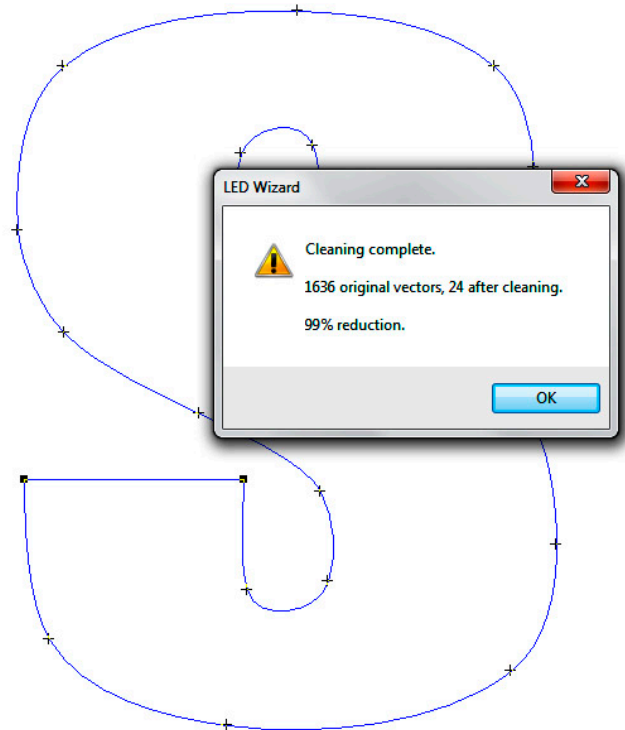 LED Wizard
Cleaning complete.
1636 original vectors, 24 after cleaning.
99% reduction.
OK